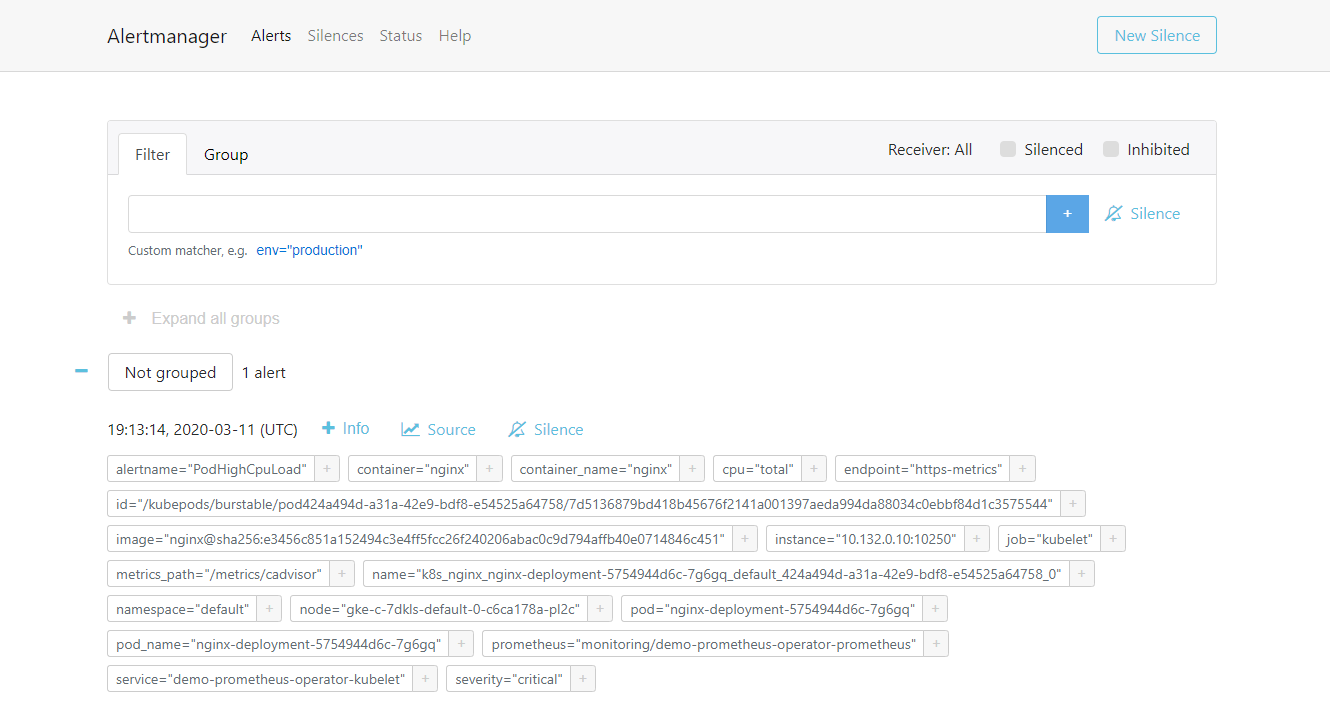 Alertmanager Alerts Silences Status Help New Silence
Filter Group Receiver: All Silenced Inhibited
+ Silence
Custom matcher, e.g. env="production"
+ Expand all groups
− Not grouped 1 alert
19:13:14, 2020-03-11 (UTC) + Info Source Silence
alertname="PodHighCpuLoad" + container="nginx" + container_name="nginx" + cpu="total" + endpoint="https-metrics" +
id="/kubepods/burstable/pod424a494d-a31a-42e9-bdf8-e54525a64758/7d5136879bd418b45676f2141a001397aeda994da88034c0ebbf84d1c3575544" +
image="nginx@sha256:e3456c851a152494c3e4ff5fcc26f240206abac0c9d794affb40e0714846c451" + instance="10.132.0.10:10250" + job="kubelet" +
metrics_path="/metrics/cadvisor" + name="k8s_nginx_nginx-deployment-5754944d6c-7g6gq_default_424a494d-a31a-42e9-bdf8-e54525a64758_0" +
namespace="default" + node="gke-c-7dkls-default-0-c6ca178a-pl2c" + pod="nginx-deployment-5754944d6c-7g6gq" +
pod_name="nginx-deployment-5754944d6c-7g6gq" + prometheus="monitoring/demo-prometheus-operator-prometheus" +
service="demo-prometheus-operator-kubelet" + severity="critical" +